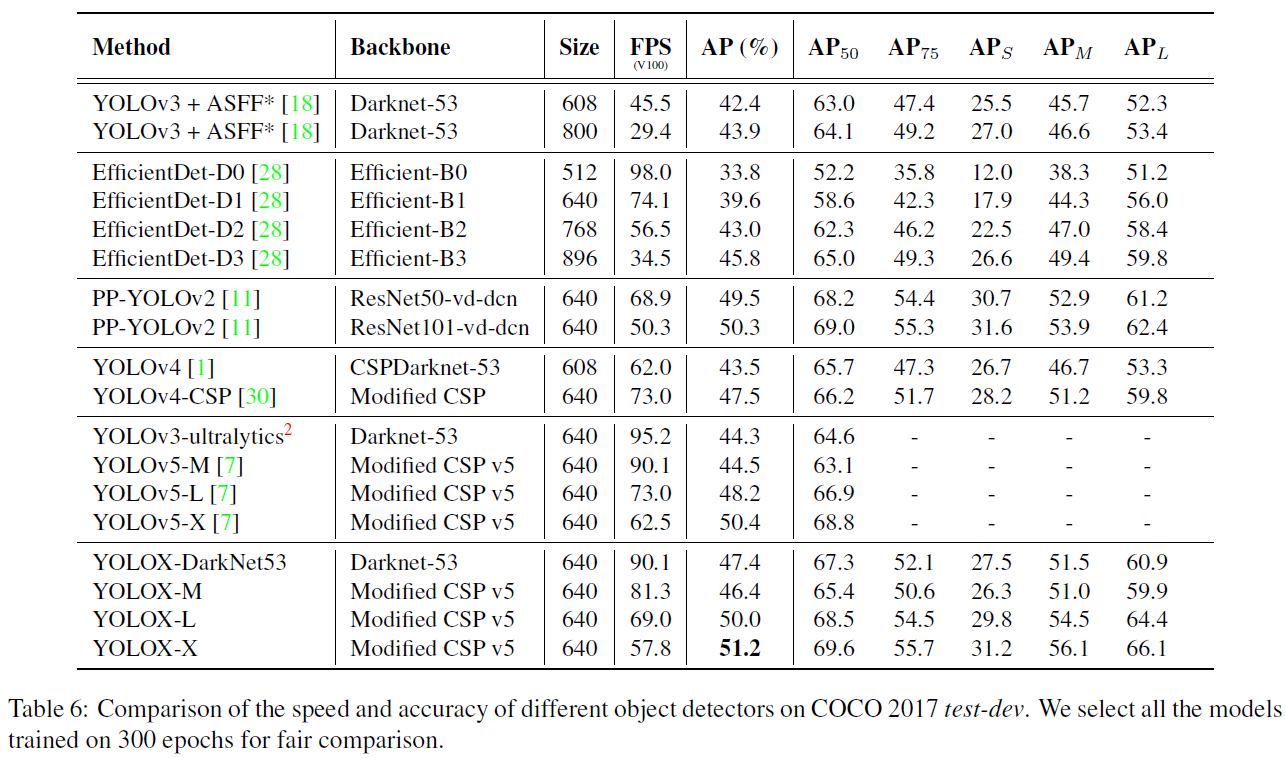 Method Backbone Size FPS (V100) AP (%) AP50 AP75 APS APM APL
YOLOv3 + ASFF* [18] Darknet-53 608 45.5 42.4 63.0 47.4 25.5 45.7 52.3
YOLOv3 + ASFF* [18] Darknet-53 800 29.4 43.9 64.1 49.2 27.0 46.6 53.4
EfficientDet-D0 [28] Efficient-B0 512 98.0 33.8 52.2 35.8 12.0 38.3 51.2
EfficientDet-D1 [28] Efficient-B1 640 74.1 39.6 58.6 42.3 17.9 44.3 56.0
EfficientDet-D2 [28] Efficient-B2 768 56.5 43.0 62.3 46.2 22.5 47.0 58.4
EfficientDet-D3 [28] Efficient-B3 896 34.5 45.8 65.0 49.3 26.6 49.4 59.8
PP-YOLOv2 [11] ResNet50-vd-dcn 640 68.9 49.5 68.2 54.4 30.7 52.9 61.2
PP-YOLOv2 [11] ResNet101-vd-dcn 640 50.3 50.3 69.0 55.3 31.6 53.9 62.4
YOLOv4 [1] CSPDarknet-53 608 62.0 43.5 65.7 47.3 26.7 46.7 53.3
YOLOv4-CSP [30] Modified CSP 640 73.0 47.5 66.2 51.7 28.2 51.2 59.8
YOLOv3-ultralytics2 Darknet-53 640 95.2 44.3 64.6 - - - -
YOLOv5-M [7] Modified CSP v5 640 90.1 44.5 63.1 - - - -
YOLOv5-L [7] Modified CSP v5 640 73.0 48.2 66.9 - - - -
YOLOv5-X [7] Modified CSP v5 640 62.5 50.4 68.8 - - - -
YOLOX-DarkNet53 Darknet-53 640 90.1 47.4 67.3 52.1 27.5 51.5 60.9
YOLOX-M Modified CSP v5 640 81.3 46.4 65.4 50.6 26.3 51.0 59.9
YOLOX-L Modified CSP v5 640 69.0 50.0 68.5 54.5 29.8 54.5 64.4
YOLOX-X Modified CSP v5 640 57.8 51.2 69.6 55.7 31.2 56.1 66.1
Table 6: Comparison of the speed and accuracy of different object detectors on COCO 2017 test-dev. We select all the models
trained on 300 epochs for fair comparison.